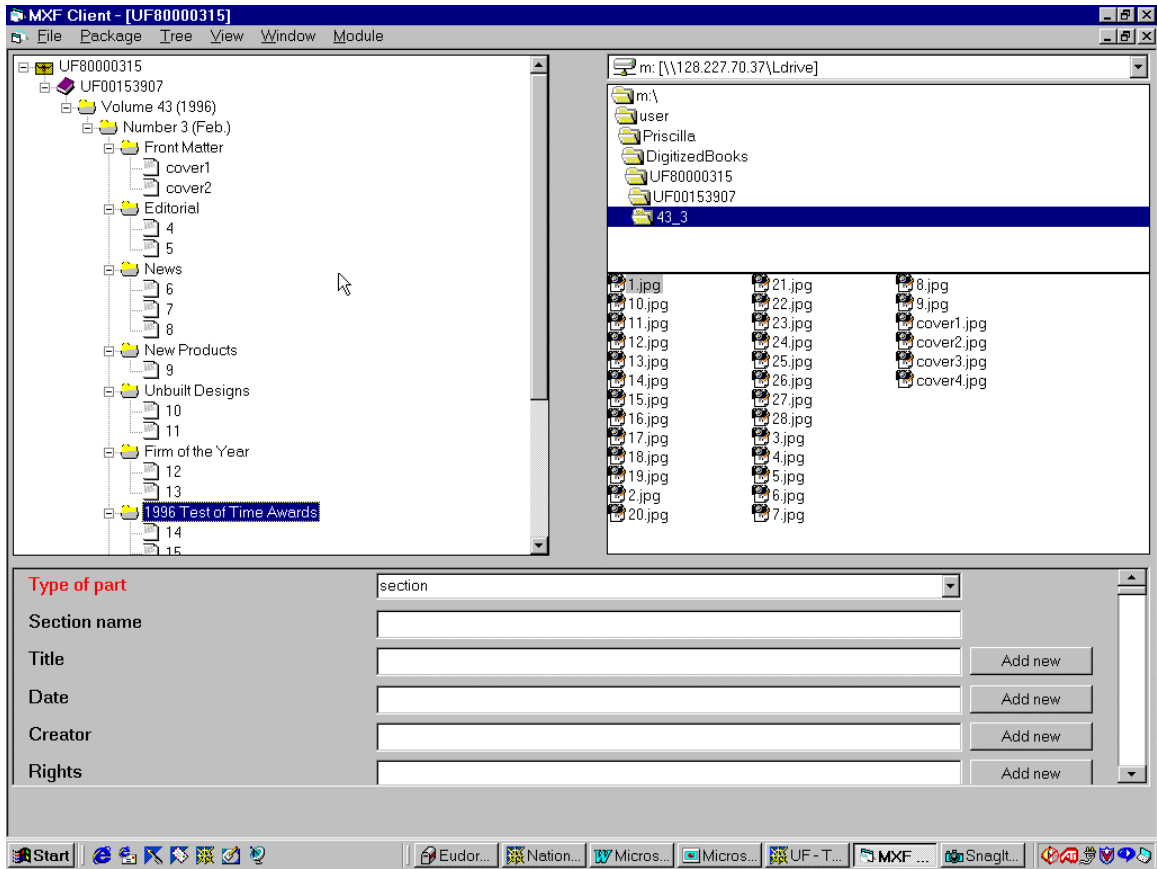 MXF Client - [UF80000315]
File Package Tree View Window Module
UF80000315
UF00153907
Volume 43 (1996)
Number 3 (Feb.)
Front Matter
cover1
cover2
Editorial
4
5
News
6
7
8
New Products
9
Unbuilt Designs
10
11
Firm of the Year
12
13
1996 Test of Time Awards
14
15
m: [\\128.227.70.37\Ldrive]
m:\
user
Priscilla
DigitizedBooks
UF80000315
UF00153907
43_3
1.jpg 21.jpg 8.jpg
10.jpg 22.jpg 9.jpg
11.jpg 23.jpg cover1.jpg
12.jpg 24.jpg cover2.jpg
13.jpg 25.jpg cover3.jpg
14.jpg 26.jpg cover4.jpg
15.jpg 27.jpg
16.jpg 28.jpg
17.jpg 3.jpg
18.jpg 4.jpg
19.jpg 5.jpg
2.jpg 6.jpg
20.jpg 7.jpg
Type of part section
Section name
Title Add new
Date Add new
Creator Add new
Rights Add new
Start Eudor... Nation... Micros... Micros... UF - T... MXF ... SnagIt...